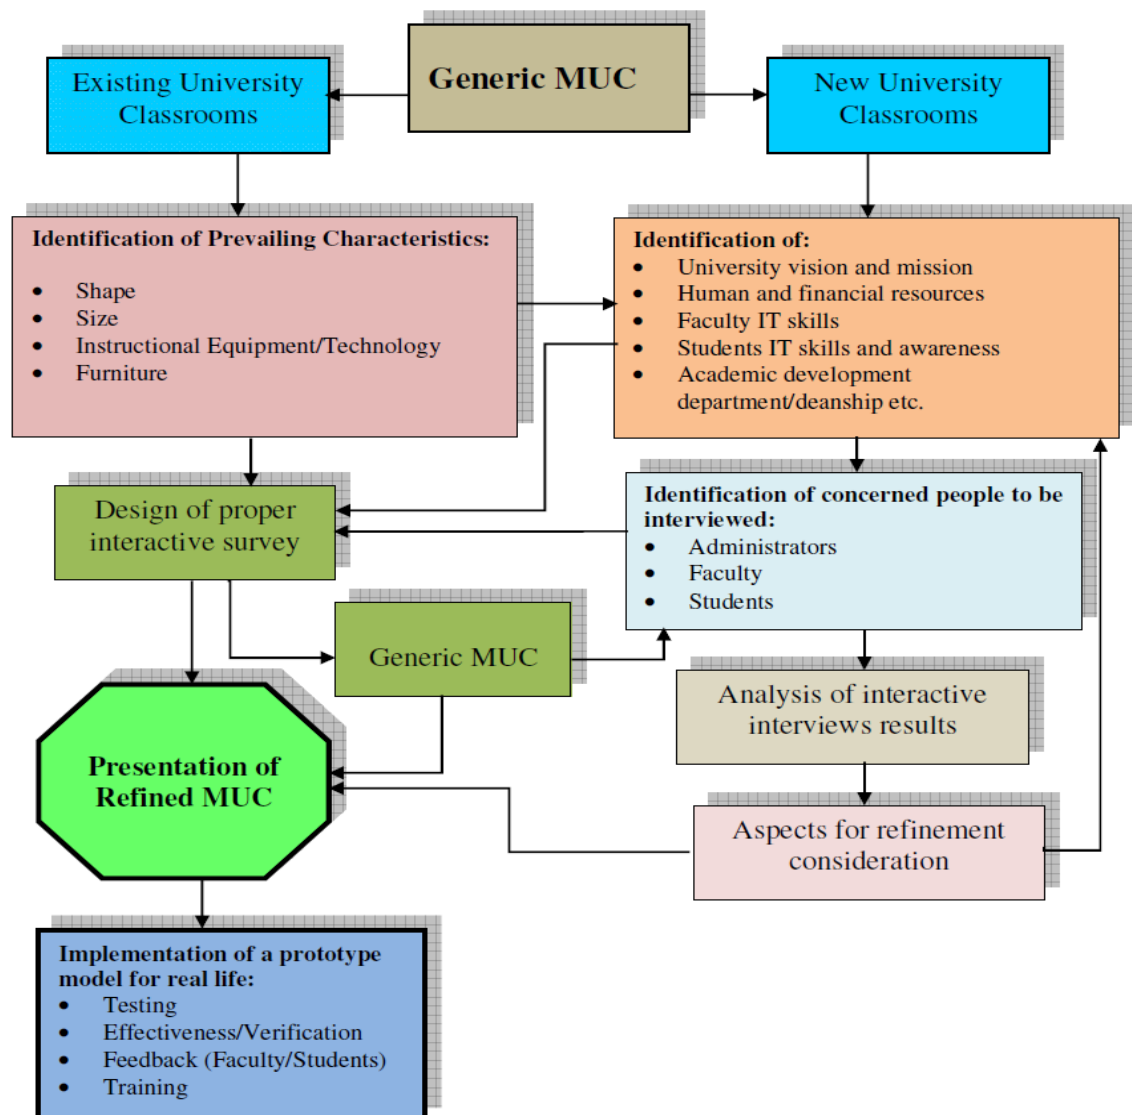 Existing University
Classrooms
Generic MUC
New University
Classrooms
Identification of Prevailing Characteristics:
• Shape
• Size
• Instructional Equipment/Technology
• Furniture
Identification of:
• University vision and mission
• Human and financial resources
• Faculty IT skills
• Students IT skills and awareness
• Academic development
department/deanship etc.
Design of proper
interactive survey
Identification of concerned people to be
interviewed:
• Administrators
• Faculty
• Students
Generic MUC
Analysis of interactive
interviews results
Presentation of
Refined MUC
Aspects for refinement
consideration
Implementation of a prototype
model for real life:
• Testing
• Effectiveness/Verification
• Feedback (Faculty/Students)
• Training